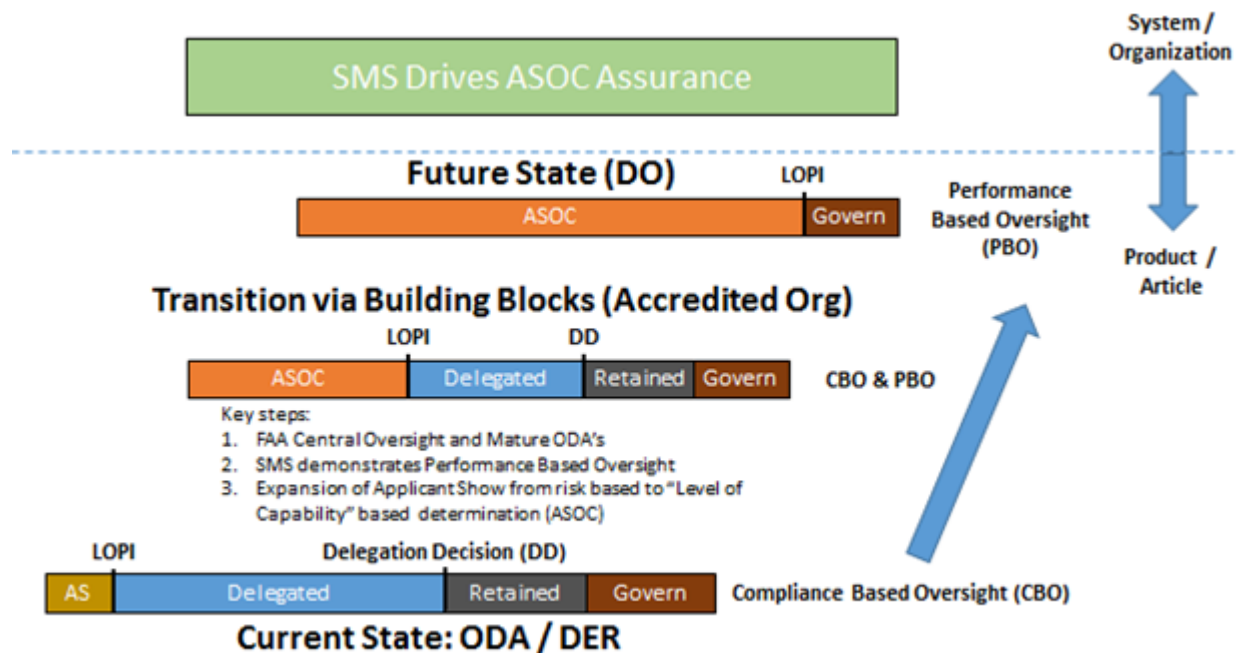 System /
Organization
SMS Drives ASOC Assurance
Future State (DO)
LOPI
ASOC
Govern
Performance
Based Oversight
(PBO)
Product /
Article
Transition via Building Blocks (Accredited Org)
LOPI
DD
ASOC
Delegated
Retained
Govern
CBO & PBO
Key steps:
1. FAA Central Oversight and Mature ODA's
2. SMS demonstrates Performance Based Oversight
3. Expansion of Applicant Show from risk based to “Level of
Capability” based determination (ASOC)
LOPI
Delegation Decision (DD)
AS
Delegated
Retained
Govern
Compliance Based Oversight (CBO)
Current State: ODA / DER